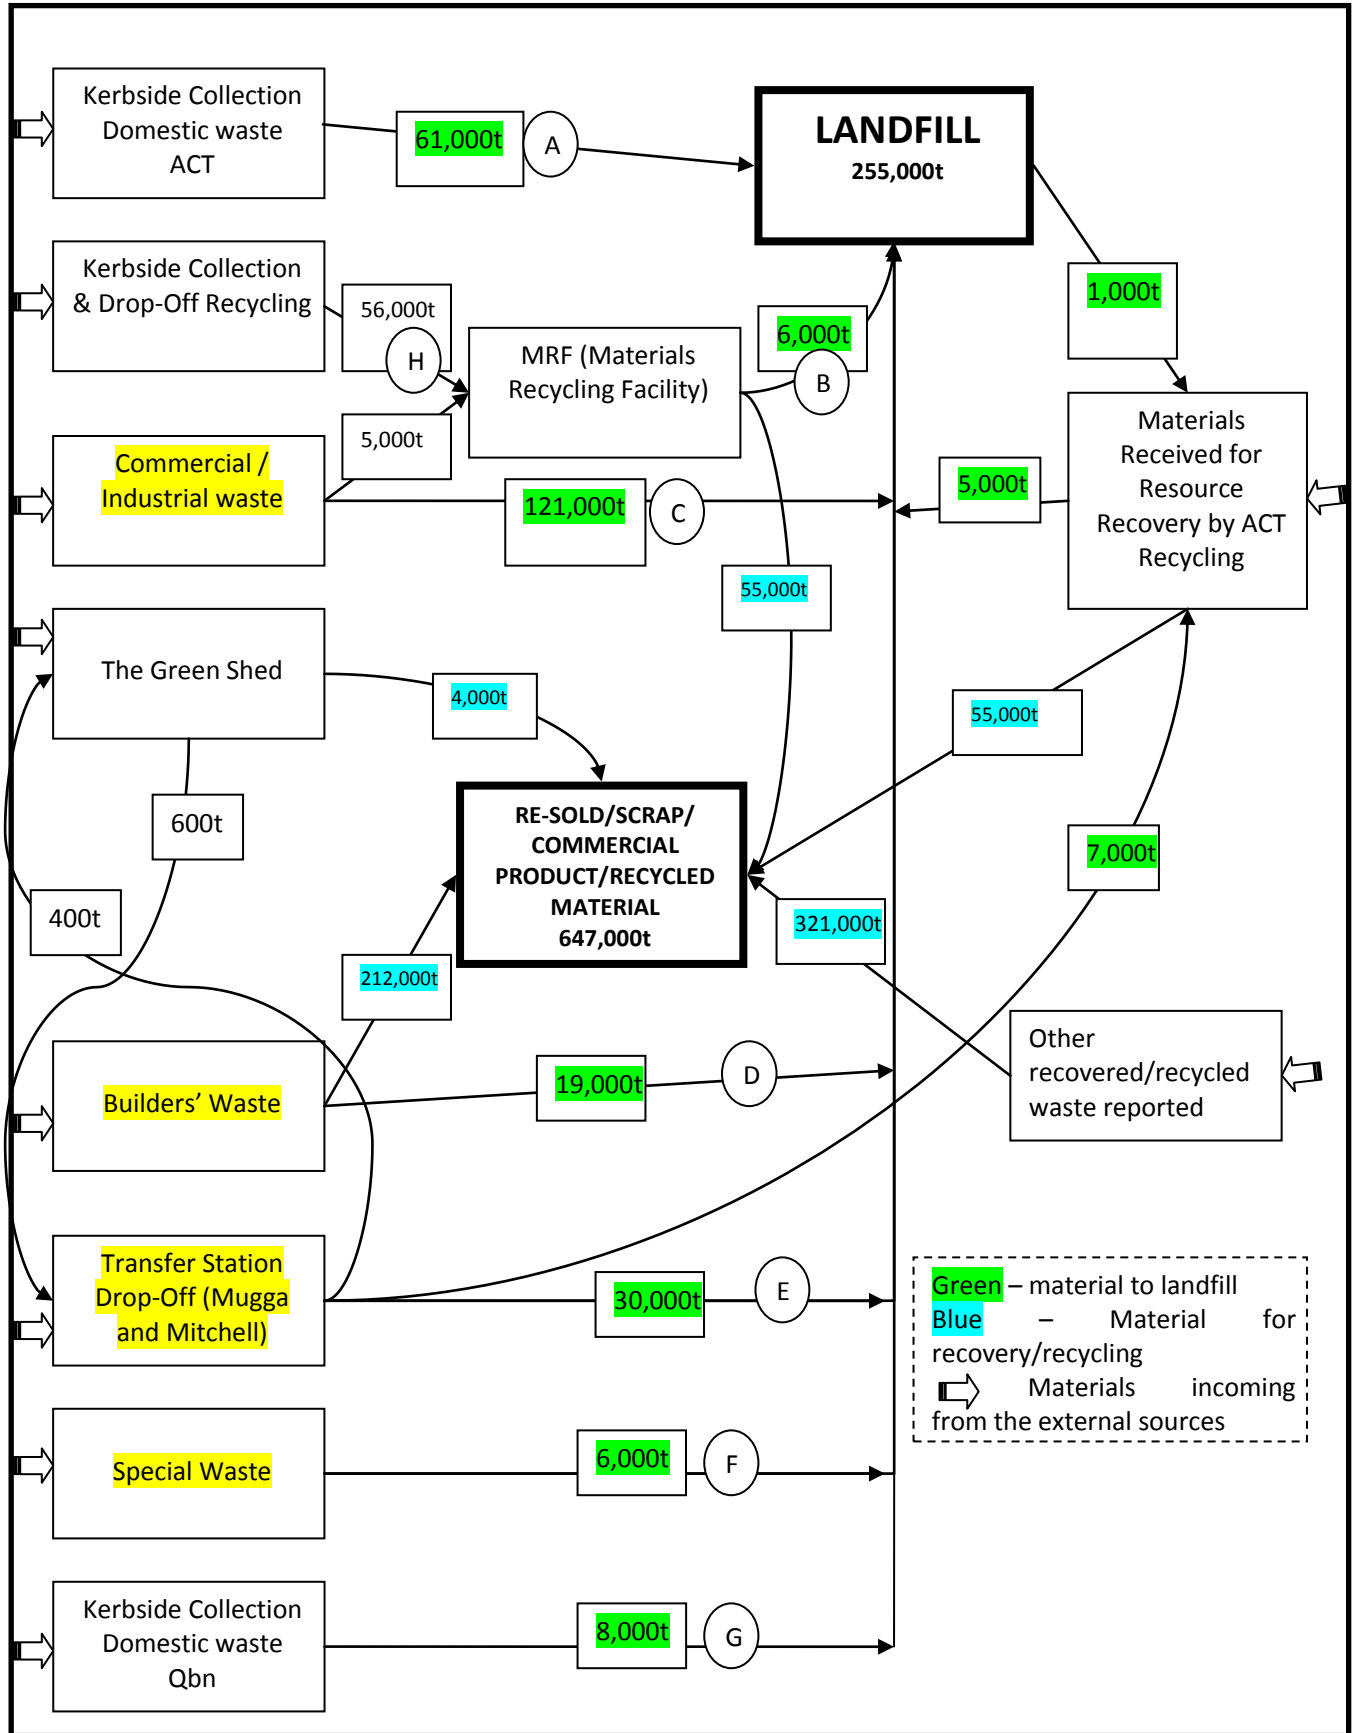 Kerbside Collection
Domestic waste
ACT
61,000t
A
LANDFILL
255,000t
Kerbside Collection
& Drop-Off Recycling
56,000t
H
MRF (Materials
Recycling Facility)
6,000t
B
1,000t
Commercial /
Industrial waste
5,000t
121,000t
C
5,000t
Materials
Received for
Resource
Recovery by ACT
Recycling
55,000t
The Green Shed
4,000t
55,000t
600t
400t
RE-SOLD/SCRAP/
COMMERCIAL
PRODUCT/RECYCLED
MATERIAL
647,000t
7,000t
321,000t
212,000t
Builders’ Waste
19,000t
D
Other
recovered/recycled
waste reported
Transfer Station
Drop-Off (Mugga
and Mitchell)
30,000t
E
Green – material to landfill
Blue – Material for
recovery/recycling
Materials incoming
from the external sources
Special Waste
6,000t
F
Kerbside Collection
Domestic waste
Qbn
8,000t
G